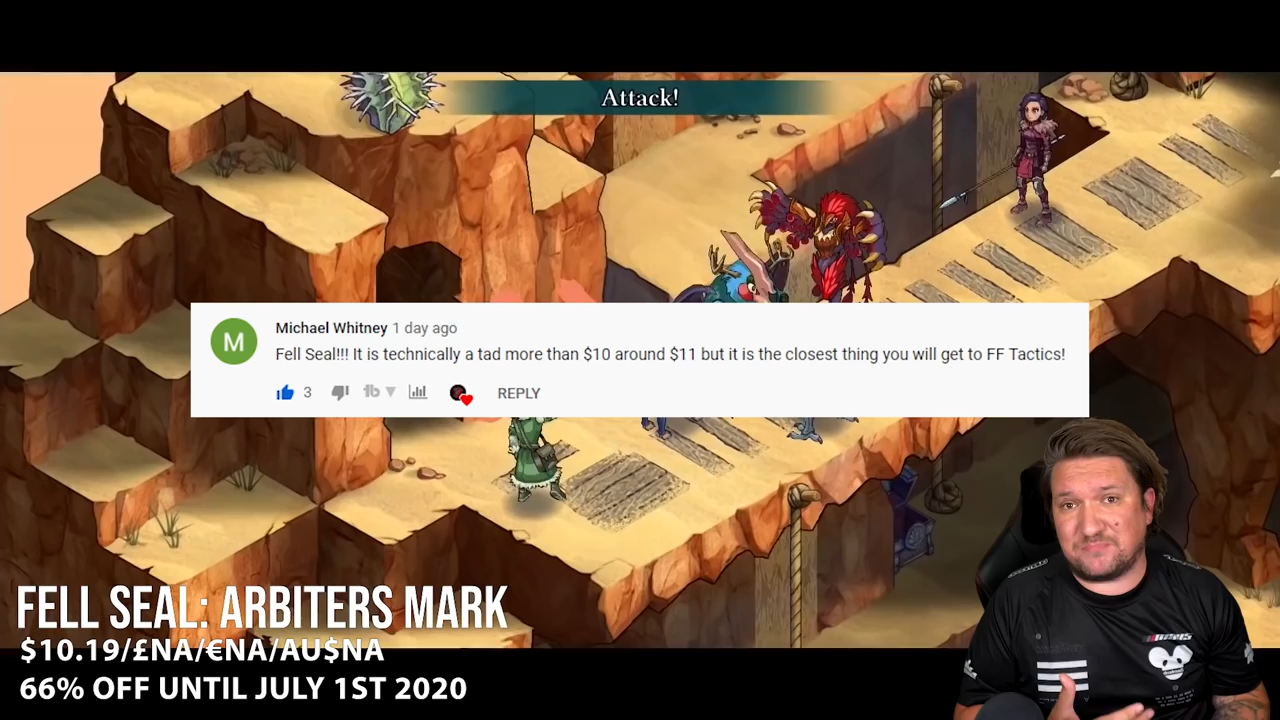 Attack!
M
Michael Whitney 1 day ago
Fell Seal!!! It is technically a tad more than $10 around $11 but it is the closest thing you will get to FF Tactics!
3
tb
REPLY
FELL SEAL: ARBITERS MARK
$10.19/£NA/€NA/AU$NA
66% OFF UNTIL JULY 1ST 2020